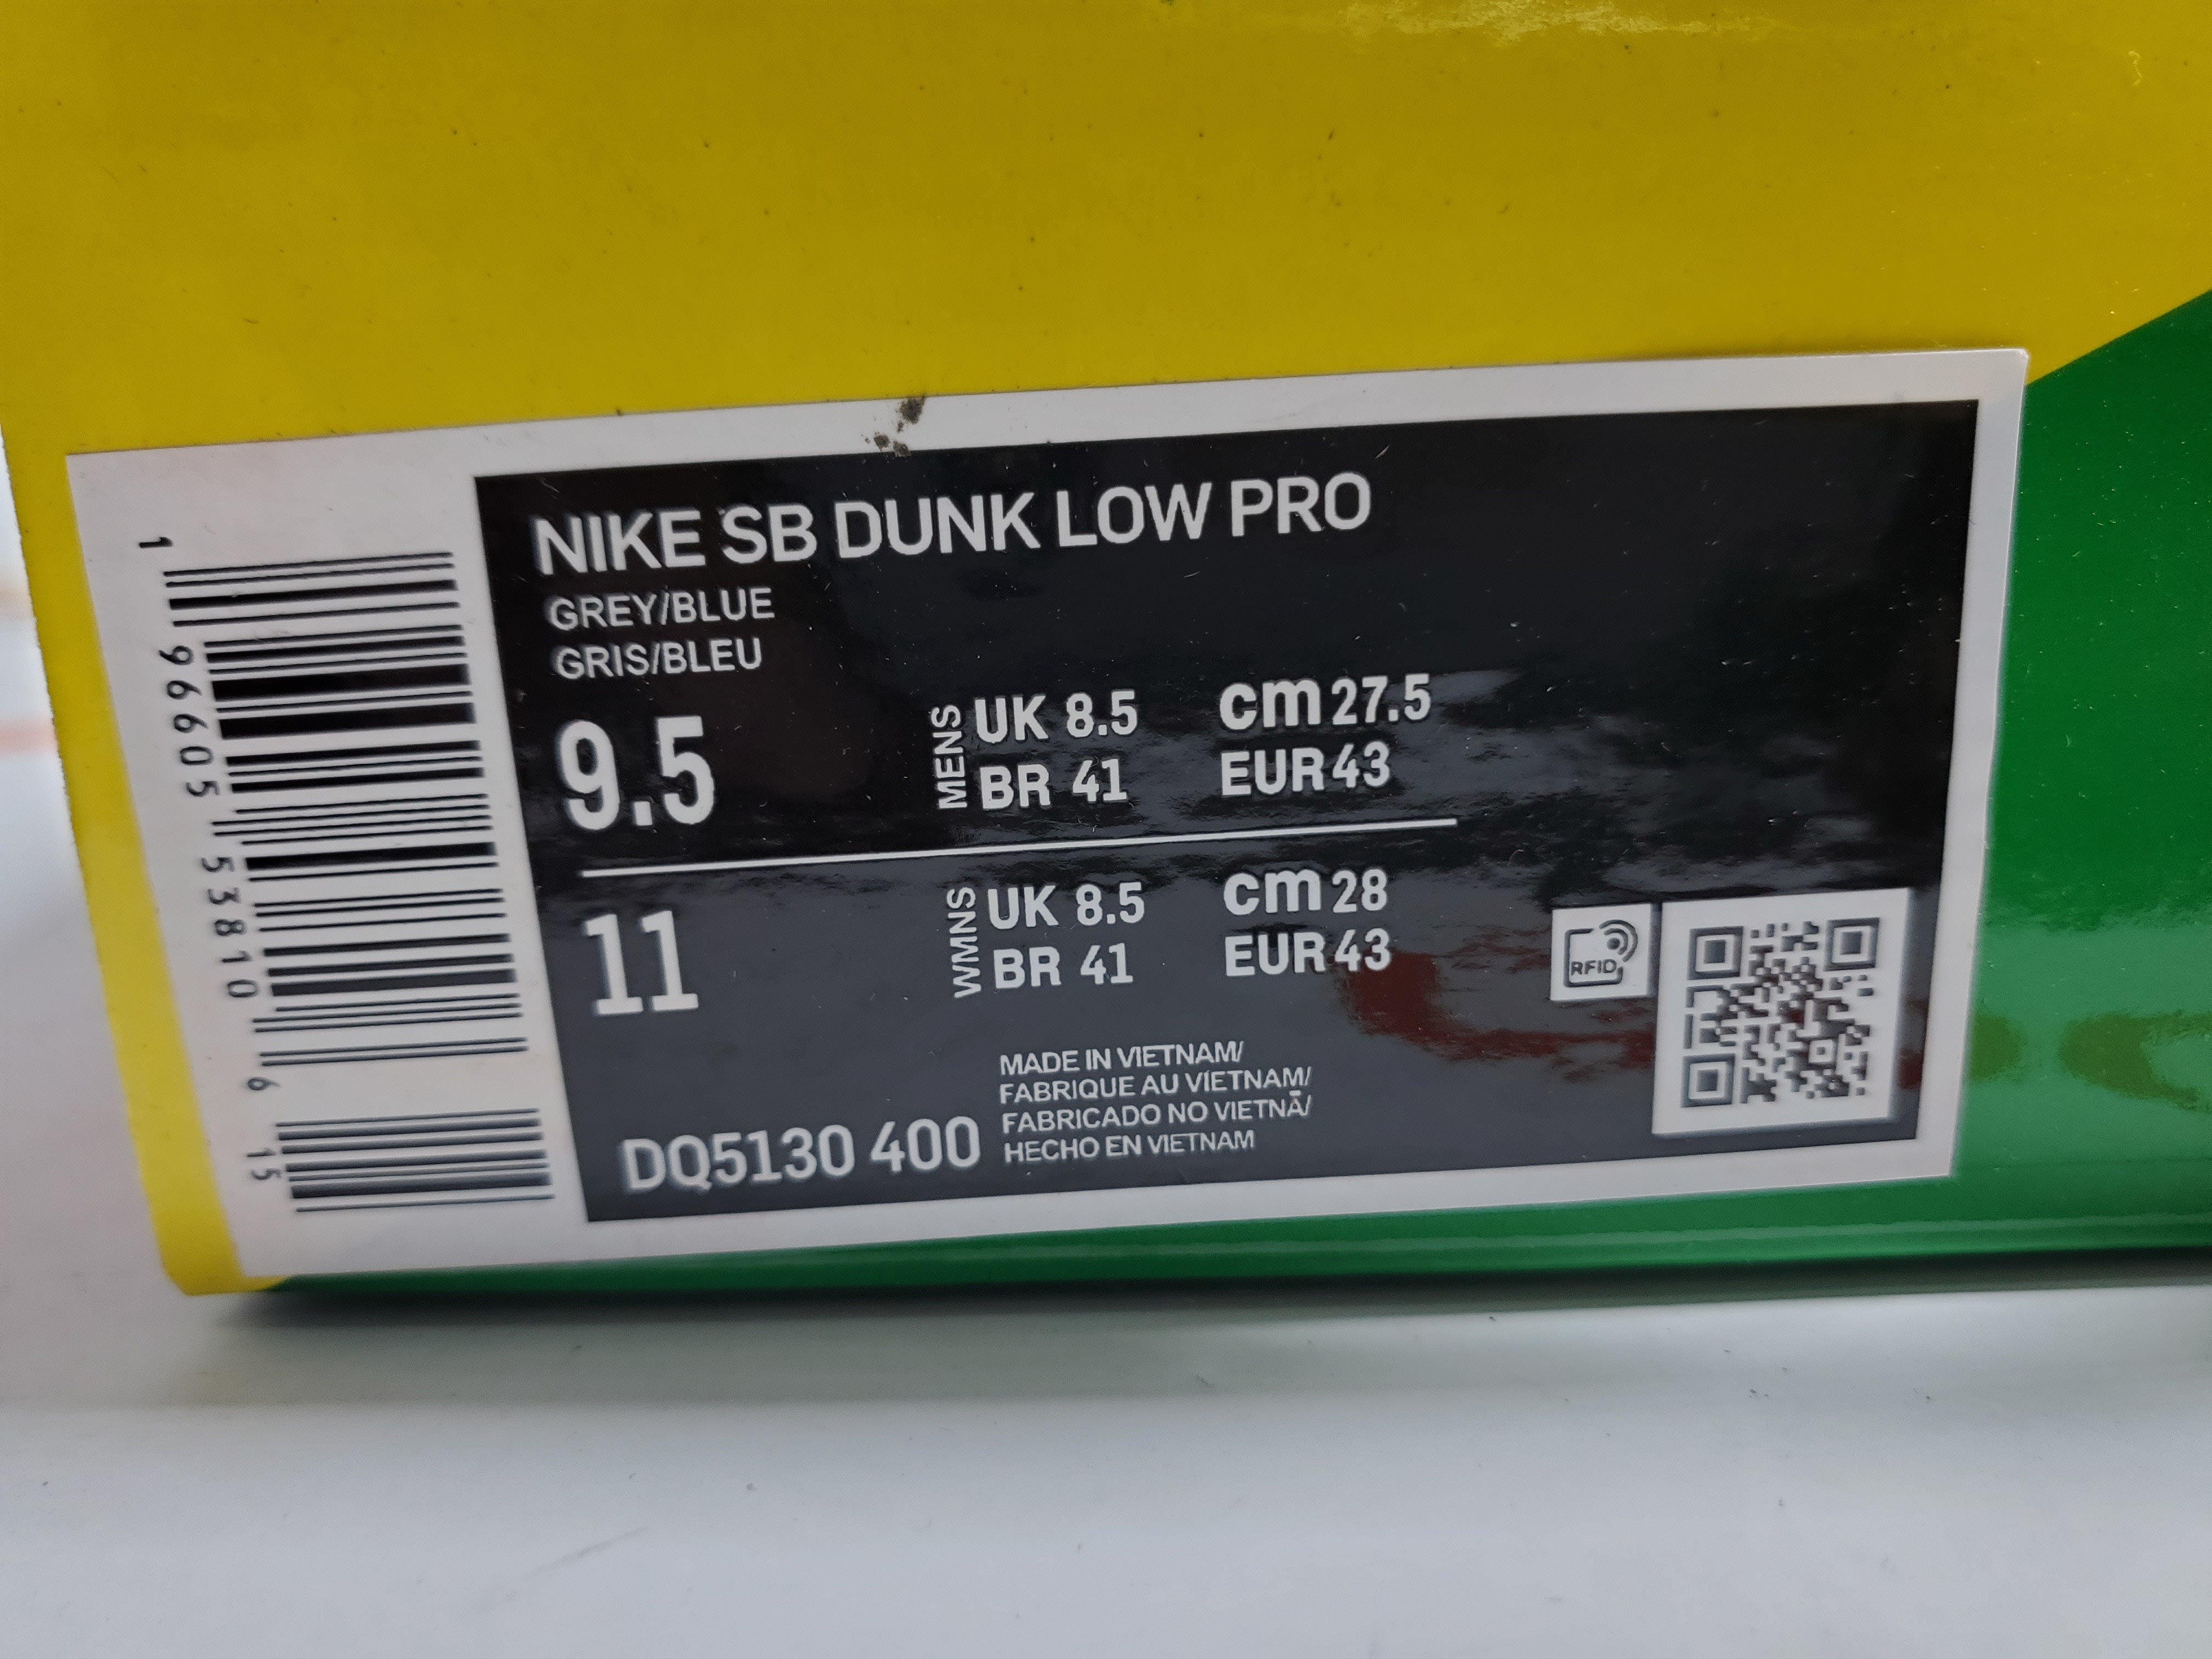 NIKE SB DUNK LOW PRO
GREY/BLUE
GRIS/BLEU
9.5
MENS
UK 8.5 cm 27.5
BR 41 EUR 43
11
WMNS
UK 8.5 cm 28
BR 41 EUR 43
MADE IN VIETNAM/
FABRIQUE AU VIETNAM/
FABRICADO NO VIETNÃ/
HECHO EN VIETNAM
DQ5130 400
RFID
1 96605 53810 6 15